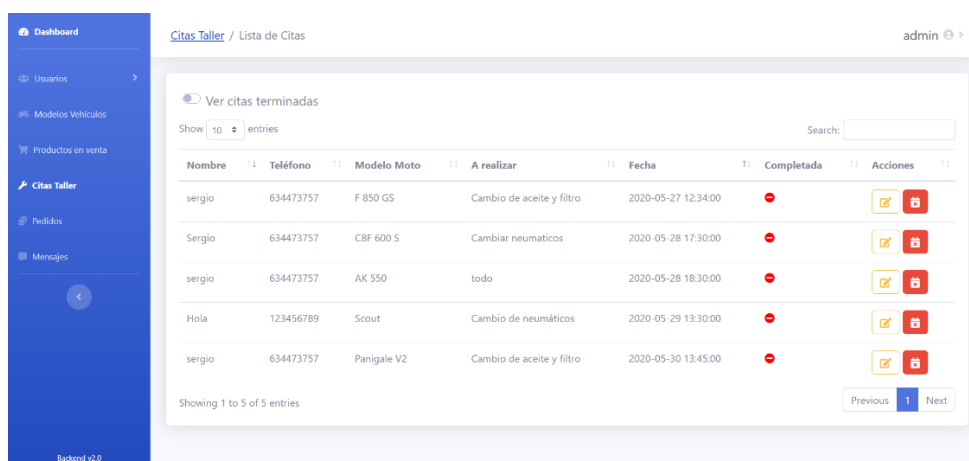 Dashboard
Citas Taller / Lista de Citas
admin
Usuarios
Modelos Vehículos
Productos en venta
Citas Taller
Pedidos
Mensajes
Backend v2.0
Ver citas terminadas
Show 10 entries
Search:
Nombre Teléfono Modelo Moto A realizar Fecha Completada Acciones
sergio 634473757 F 850 GS Cambio de aceite y filtro 2020-05-27 12:34:00
Sergio 634473757 CBF 600 S Cambiar neumaticos 2020-05-28 17:30:00
sergio 634473757 AK 550 todo 2020-05-28 18:30:00
Hola 123456789 Scout Cambio de neumáticos 2020-05-29 13:30:00
sergio 634473757 Panigale V2 Cambio de aceite y filtro 2020-05-30 13:45:00
Showing 1 to 5 of 5 entries
Previous 1 Next